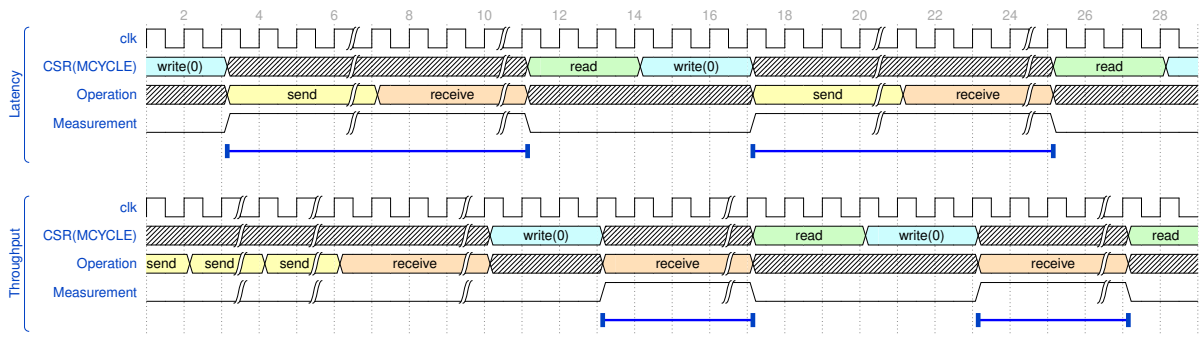 2 4 6 8 10 12 14 16 18 20 22 24 26 28
Latency
clk
CSR(MCYCLE) write(0) read write(0) read
Operation send receive send receive
Measurement
Throughput
clk
CSR(MCYCLE) write(0) read write(0) read
Operation send send send receive receive receive
Measurement